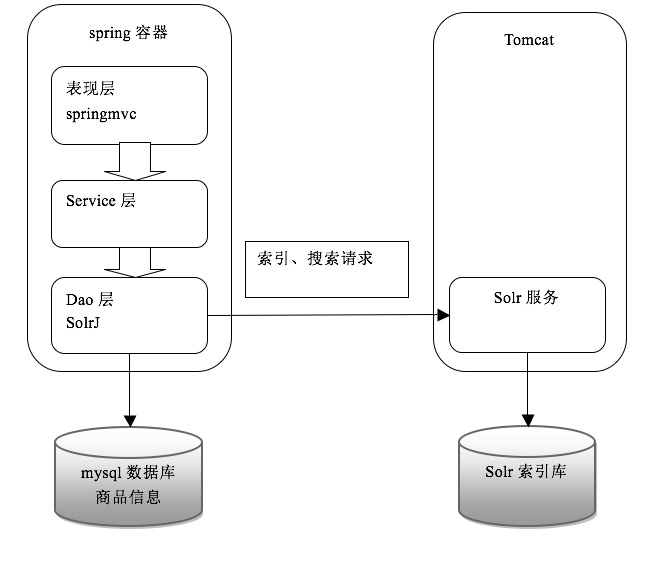 spring 容器
表现层
springmvc
Service 层
Dao 层
SolrJ
mysql 数据库
商品信息
索引、搜索请求
Tomcat
Solr 服务
Solr 索引库